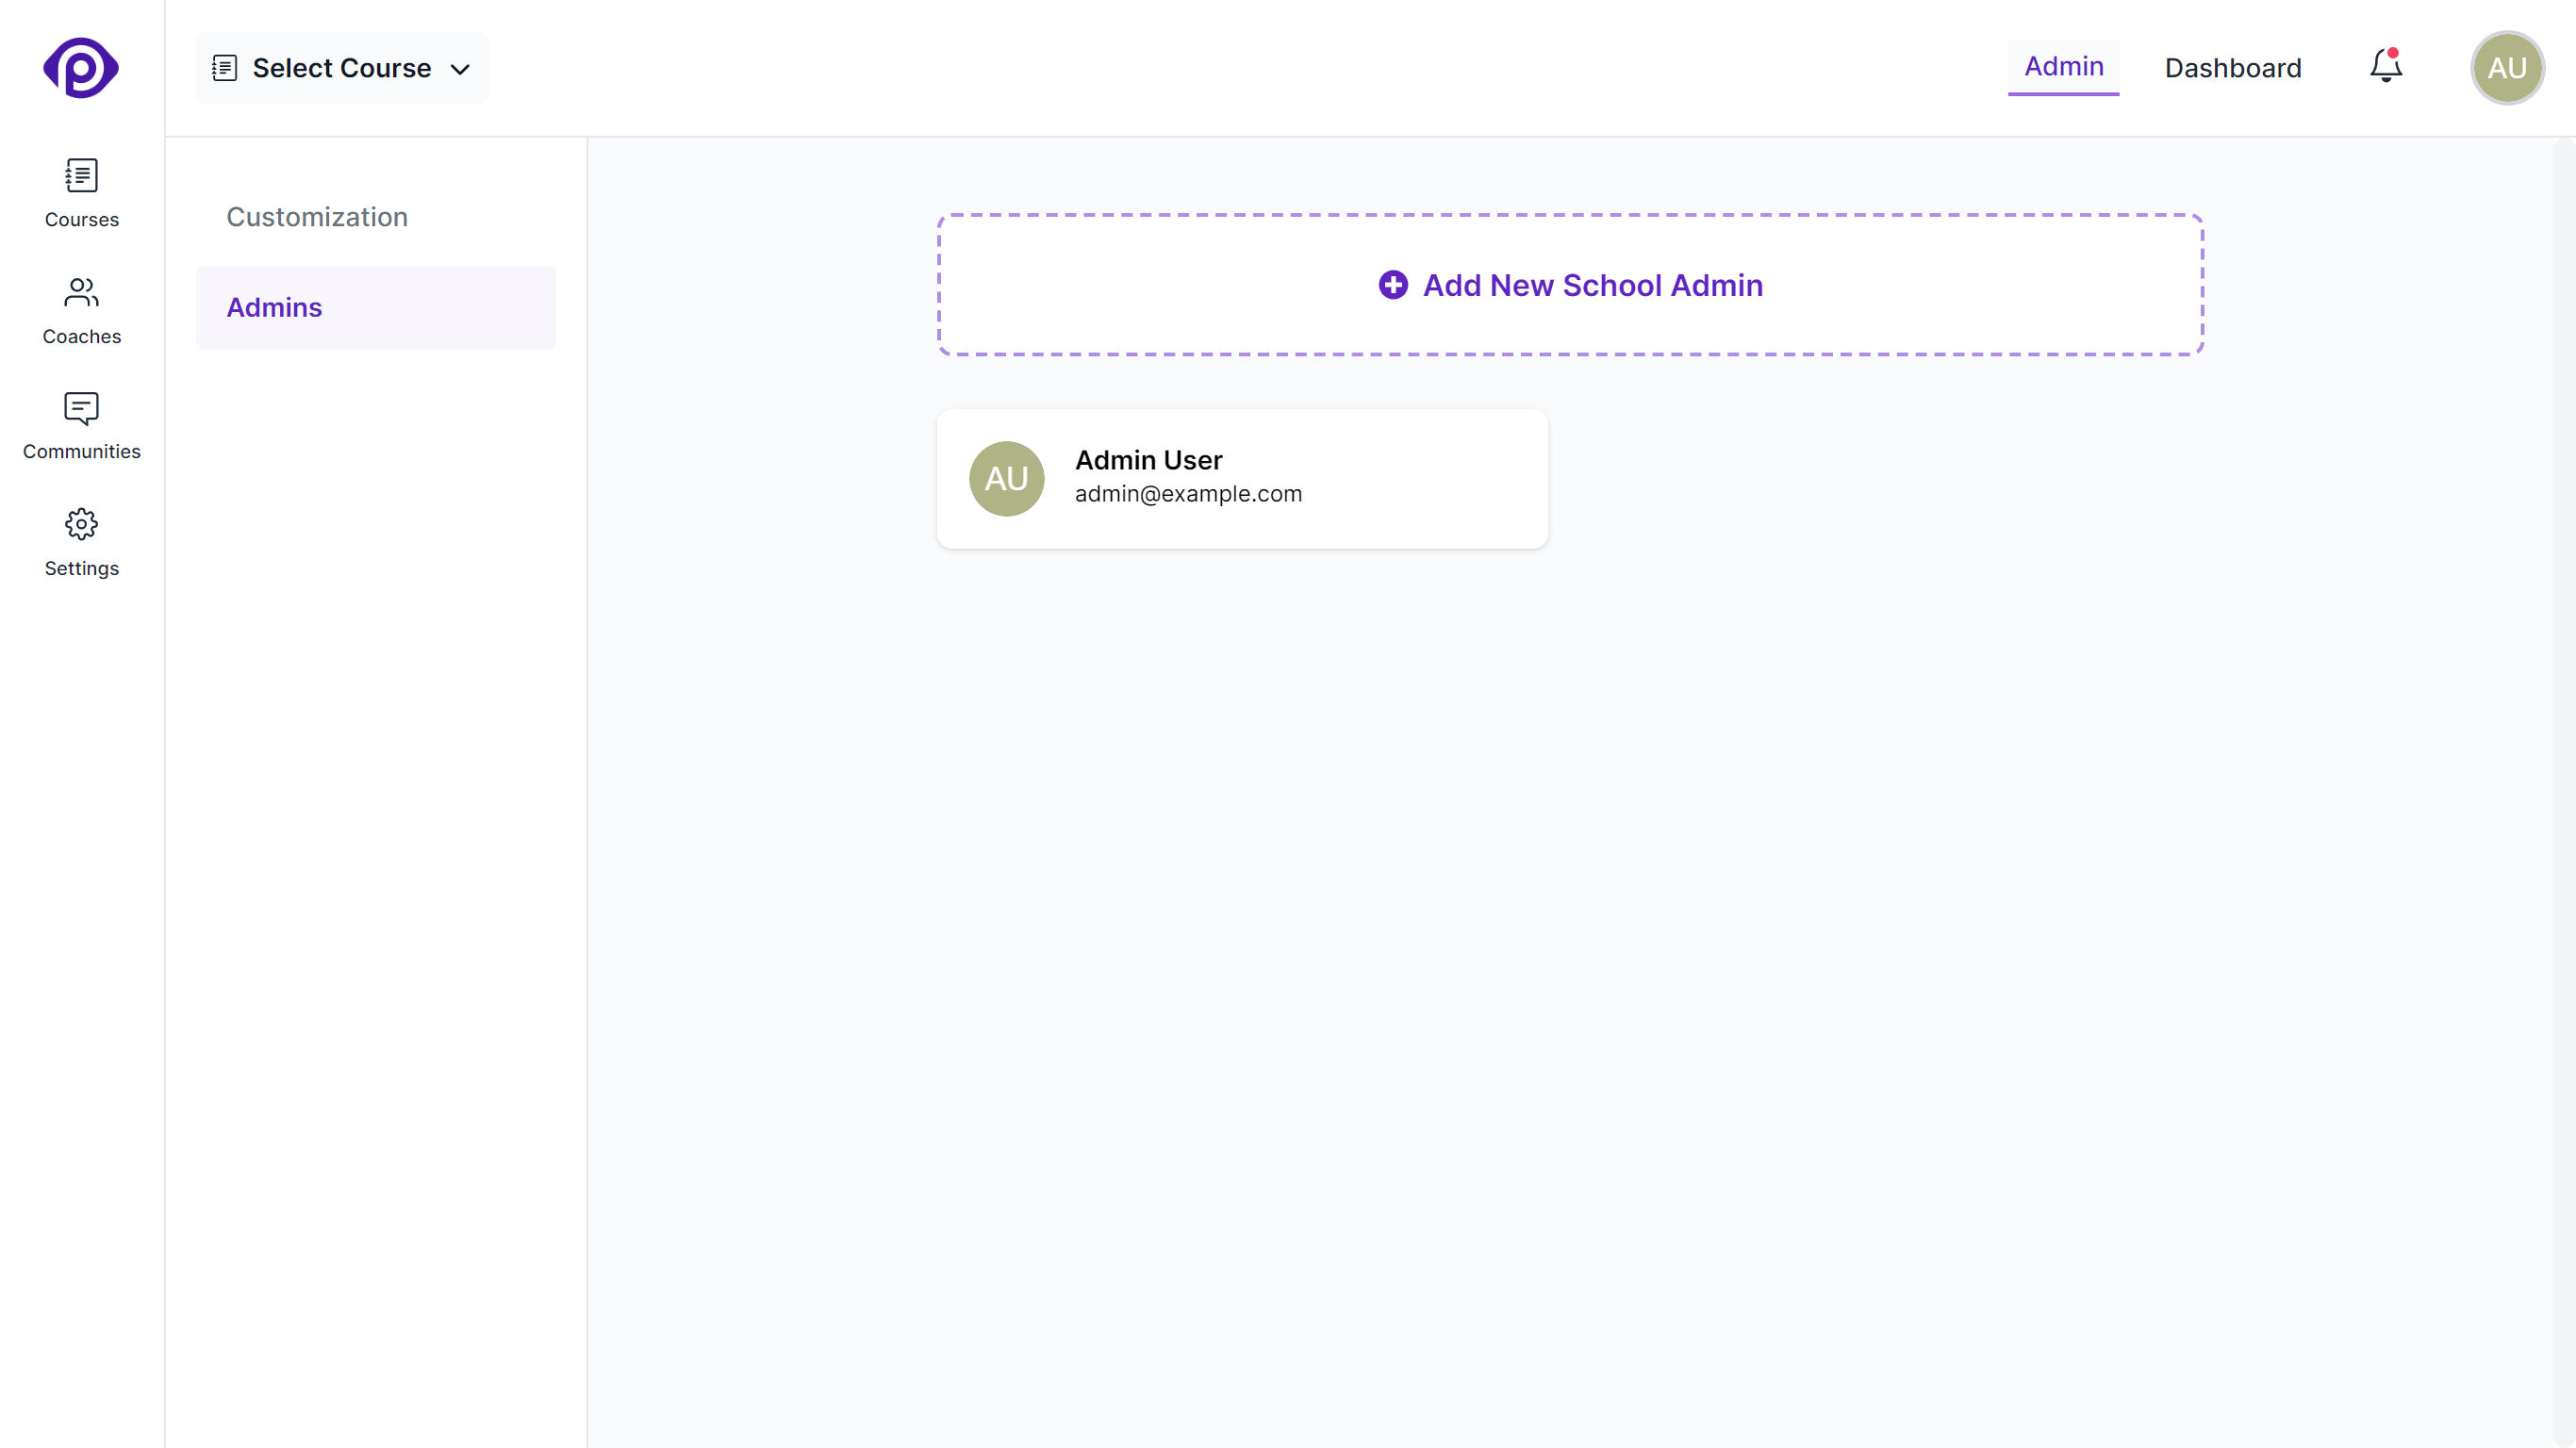 Select Course
Admin
Dashboard
AU
Courses
Coaches
Communities
Settings
Customization
Admins
Add New School Admin
AU
Admin User
admin@example.com